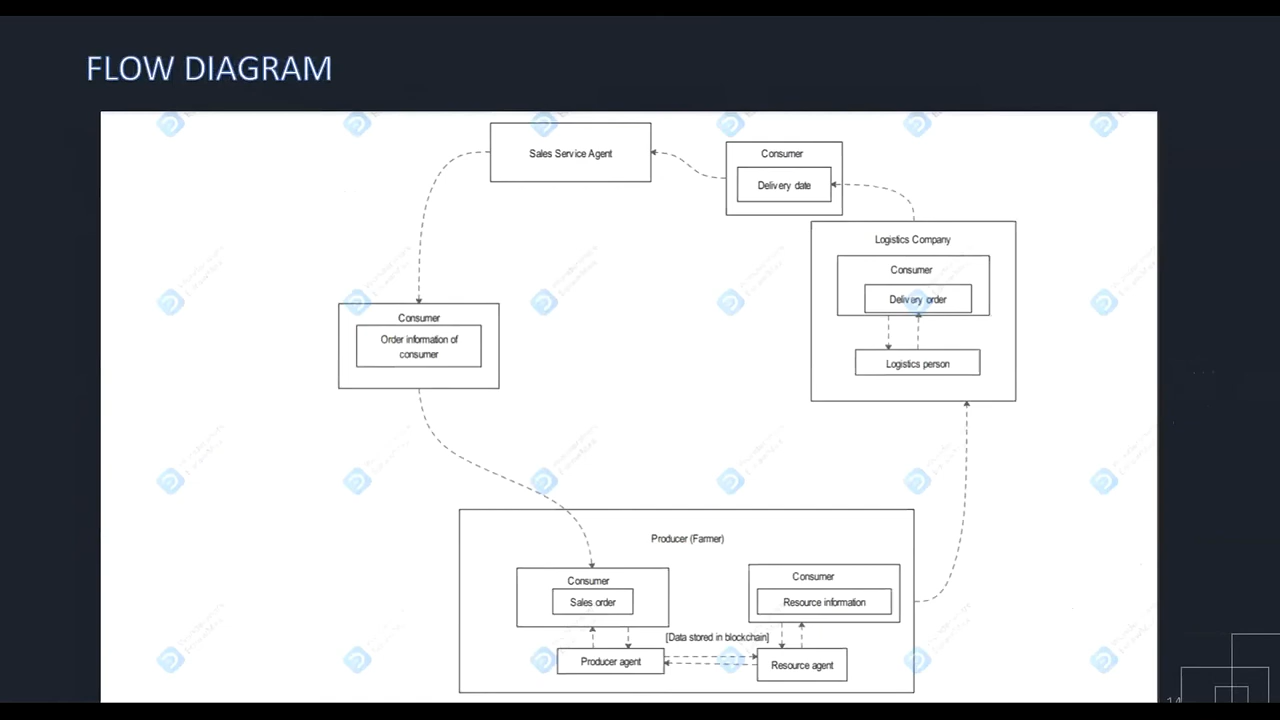 FLOW DIAGRAM
Sales Service Agent
Consumer
Delivery date
Logistics Company
Consumer
Delivery order
Logistics person
Consumer
Order information of
consumer
Producer (Farmer)
Consumer
Sales order
Consumer
Resource information
[Data stored in blockchain]
Producer agent
Resource agent
14